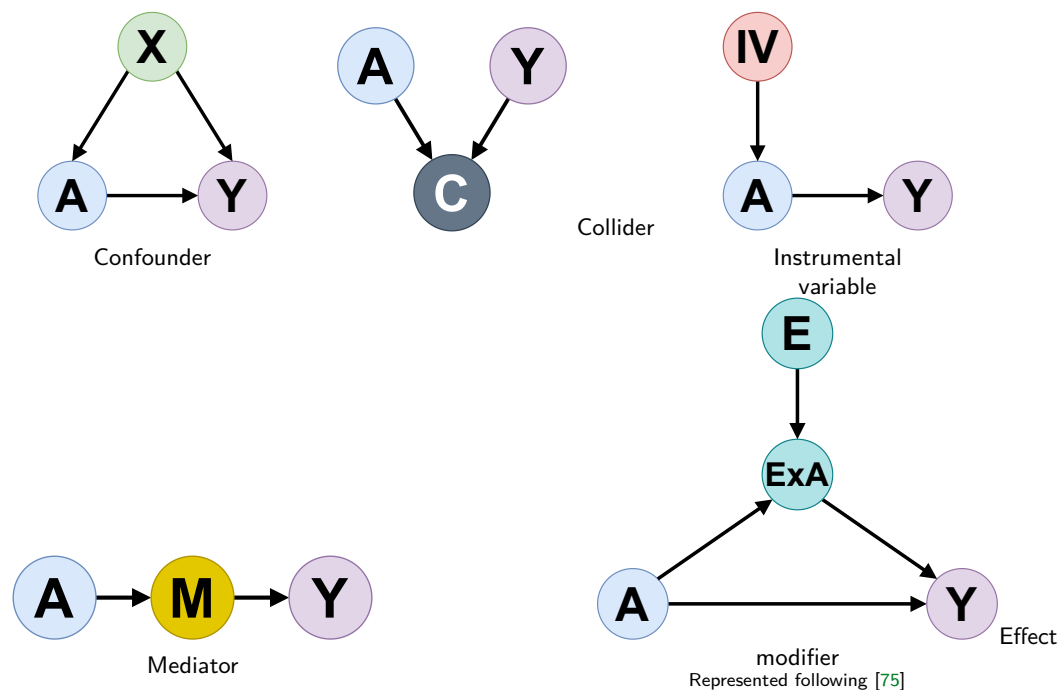 X
A
Y
Confounder
A
Y
C
Collider
IV
A
Y
Instrumental
variable
A
M
Y
Mediator
E
ExA
A
Y
Effect
modifier
Represented following [75]